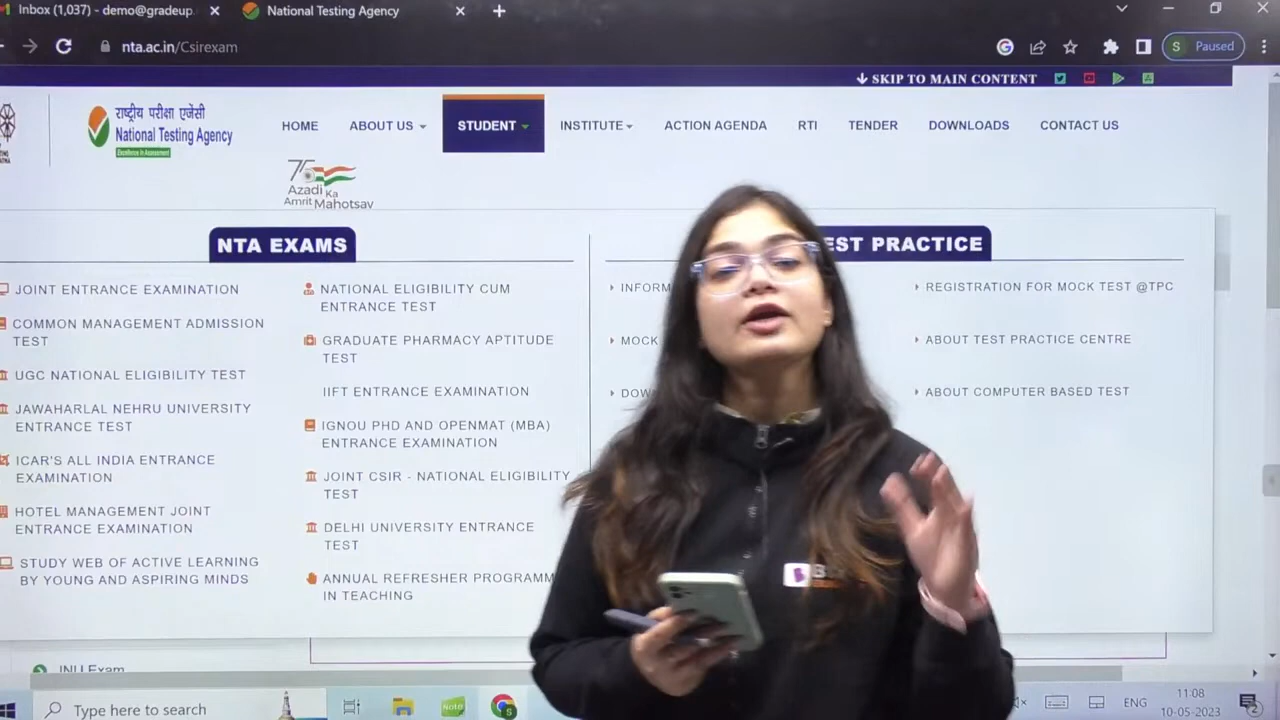 Inbox (1,037) - demo@gradeup.
National Testing Agency
nta.ac.in/Csirexam
S Paused
SKIP TO MAIN CONTENT
राष्ट्रीय परीक्षा एजेंसी
National Testing Agency
Excellence in Assessment
HOME
ABOUT US
STUDENT
INSTITUTE
ACTION AGENDA
RTI
TENDER
DOWNLOADS
CONTACT US
75
Azadi Ka
Amrit Mahotsav
NTA EXAMS
JOINT ENTRANCE EXAMINATION
COMMON MANAGEMENT ADMISSION
TEST
UGC NATIONAL ELIGIBILITY TEST
JAWAHARLAL NEHRU UNIVERSITY
ENTRANCE TEST
ICAR'S ALL INDIA ENTRANCE
EXAMINATION
HOTEL MANAGEMENT JOINT
ENTRANCE EXAMINATION
STUDY WEB OF ACTIVE LEARNING
BY YOUNG AND ASPIRING MINDS
NATIONAL ELIGIBILITY CUM
ENTRANCE TEST
GRADUATE PHARMACY APTITUDE
TEST
IIFT ENTRANCE EXAMINATION
IGNOU PHD AND OPENMAT (MBA)
ENTRANCE EXAMINATION
JOINT CSIR - NATIONAL ELIGIBILITY
TEST
DELHI UNIVERSITY ENTRANCE
TEST
ANNUAL REFRESHER PROGRAMM
IN TEACHING
EST PRACTICE
INFORM
MOCK
DOW
REGISTRATION FOR MOCK TEST @TPC
ABOUT TEST PRACTICE CENTRE
ABOUT COMPUTER BASED TEST
JNU Exam
Type here to search
ENG
11:08
10-05-2023
2